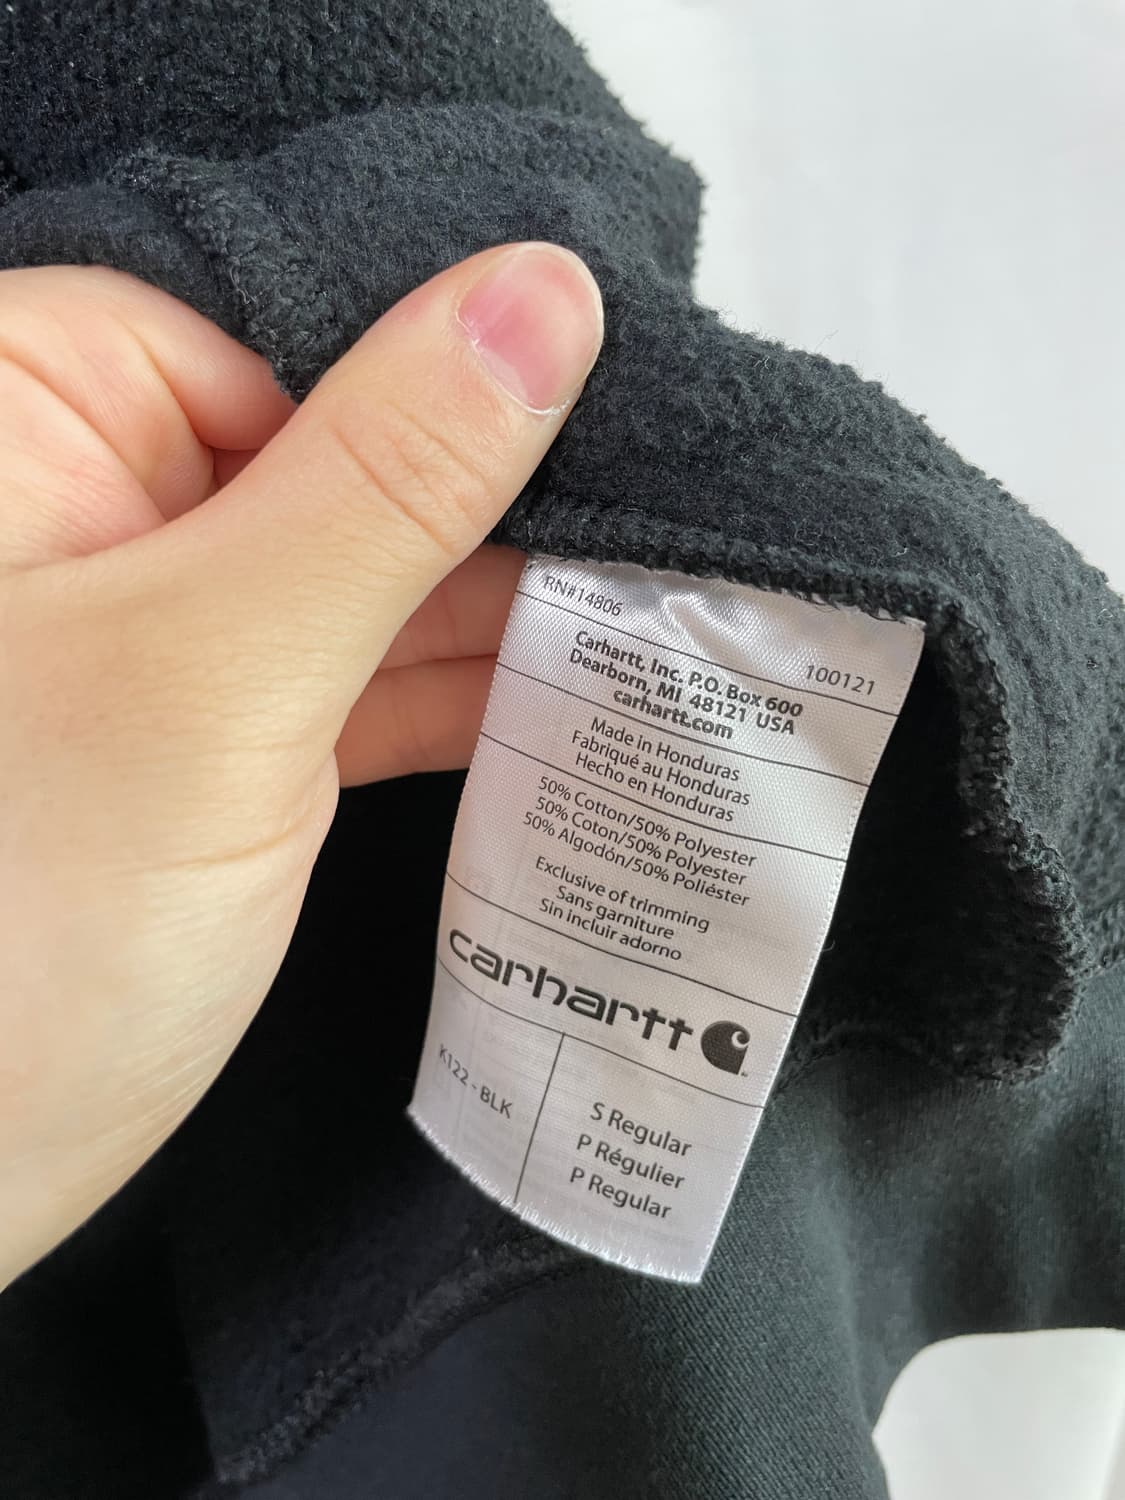 RN#14806
100121
Carhartt, Inc. P.O. Box 600
Dearborn, MI 48121 USA
carhartt.com
Made in Honduras
Fabriqué au Honduras
Hecho en Honduras
50% Cotton/50% Polyester
50% Coton/50% Polyester
50% Algodón/50% Poliéster
Exclusive of trimming
Sans garniture
Sin incluir adorno
carhartt
K122 - BLK
S Regular
P Régulier
P Regular